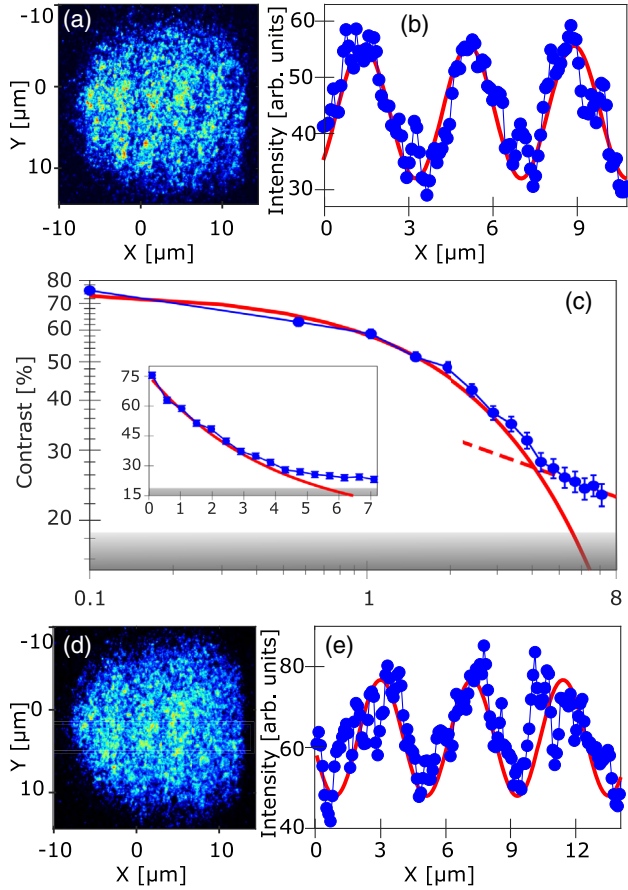 (a)
-10
0
10
Y [µm]
-10 0 10
X [µm]
(b)
50
40
30
Intensity [arb. units]
0 3 6 9
X [µm]
(c)
80
70
60
50
40
30
20
Contrast [%]
0.1 1 8
75
60
45
30
15
0 1 2 3 4 5 6 7
(d)
-10
0
10
Y [µm]
-10 0 10
X [µm]
(e)
80
60
40
Intensity [arb. units]
0 3 6 9 12
X [µm]